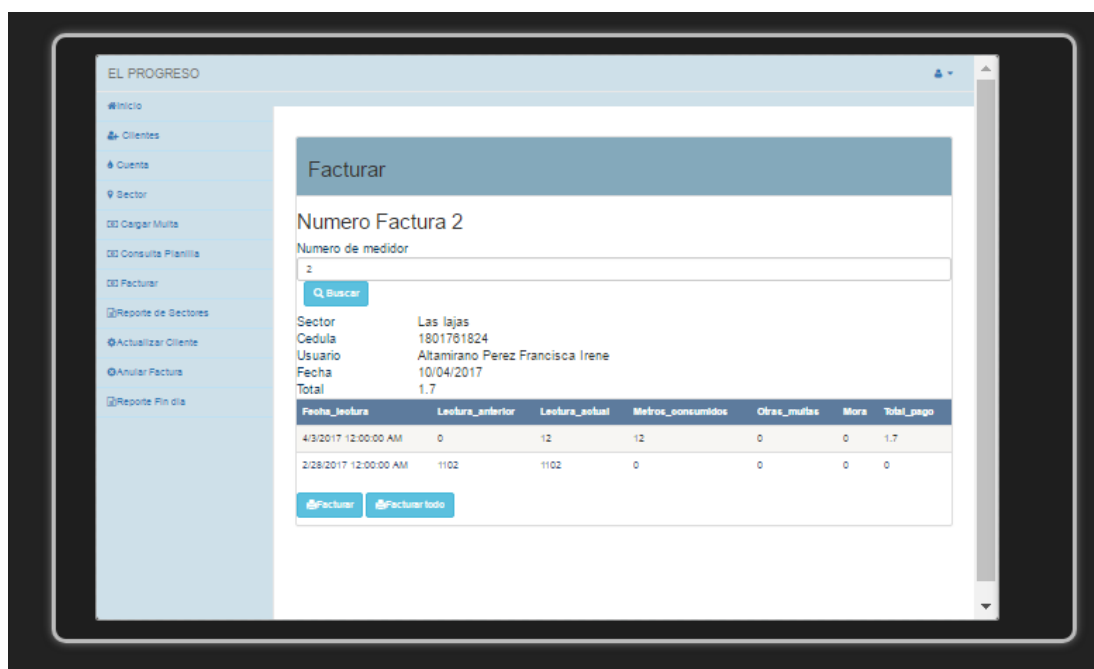 EL PROGRESO
Inicio
Clientes
Cuenta
Sector
Cargar Multa
Consulta Planilla
Facturar
Reporte de Sectores
Actualizar Cliente
Anular Factura
Reporte Fin dia
Facturar
Numero Factura 2
Numero de medidor
2
Buscar
Sector Las lajas
Cedula 1801761824
Usuario Altamirano Perez Francisca Irene
Fecha 10/04/2017
Total 1.7
Fecha_lectura Lectura_anterior Lectura_actual Metros_consumidos Otras_multas Mora Total_pago
4/3/2017 12:00:00 AM 0 12 12 0 0 1.7
2/28/2017 12:00:00 AM 1102 1102 0 0 0 0
Facturar Facturar todo